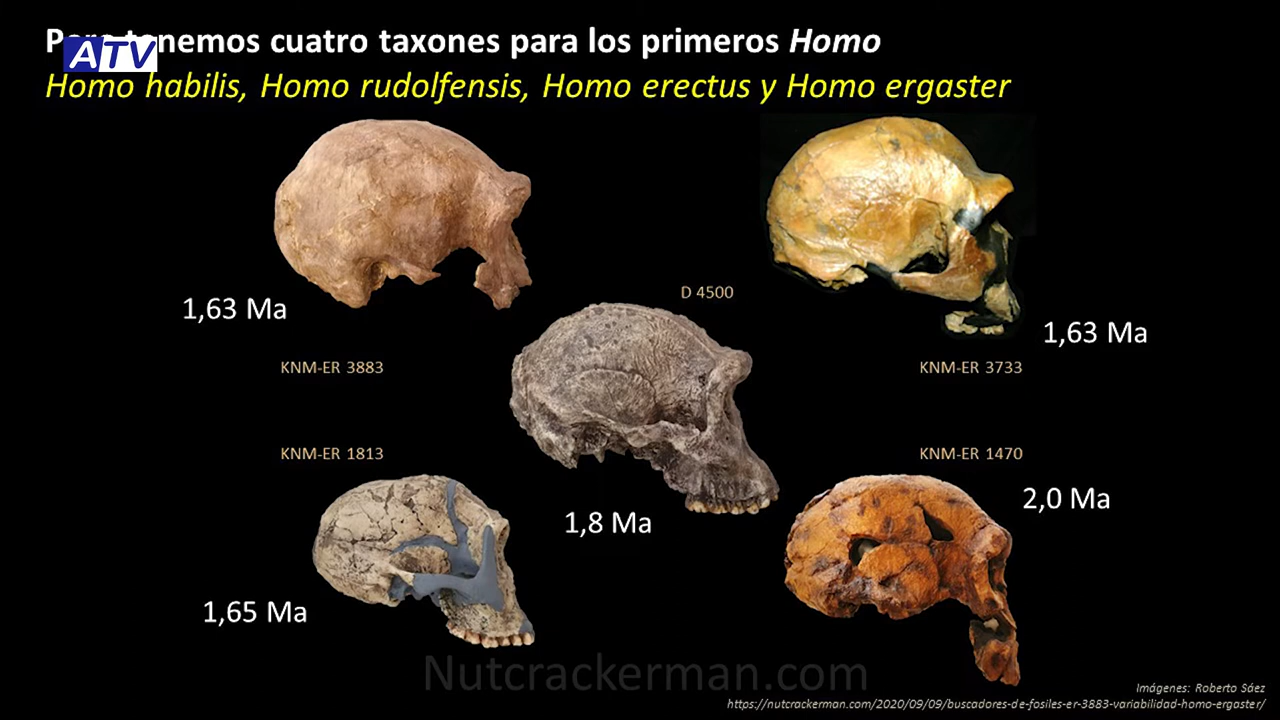 Pero tenemos cuatro taxones para los primeros Homo
ATV
Homo habilis, Homo rudolfensis, Homo erectus y Homo ergaster
D 4500
1,63 Ma
1,63 Ma
KNM-ER 3883
KNM-ER 3733
KNM-ER 1813
KNM-ER 1470
2,0 Ma
1,8 Ma
1,65 Ma
Nutcrackerman.com
Imágenes: Roberto Sáez
https://nutcrackerman.com/2020/09/09/buscadores-de-fosiles-er-3883-variabilidad-homo-ergaster/